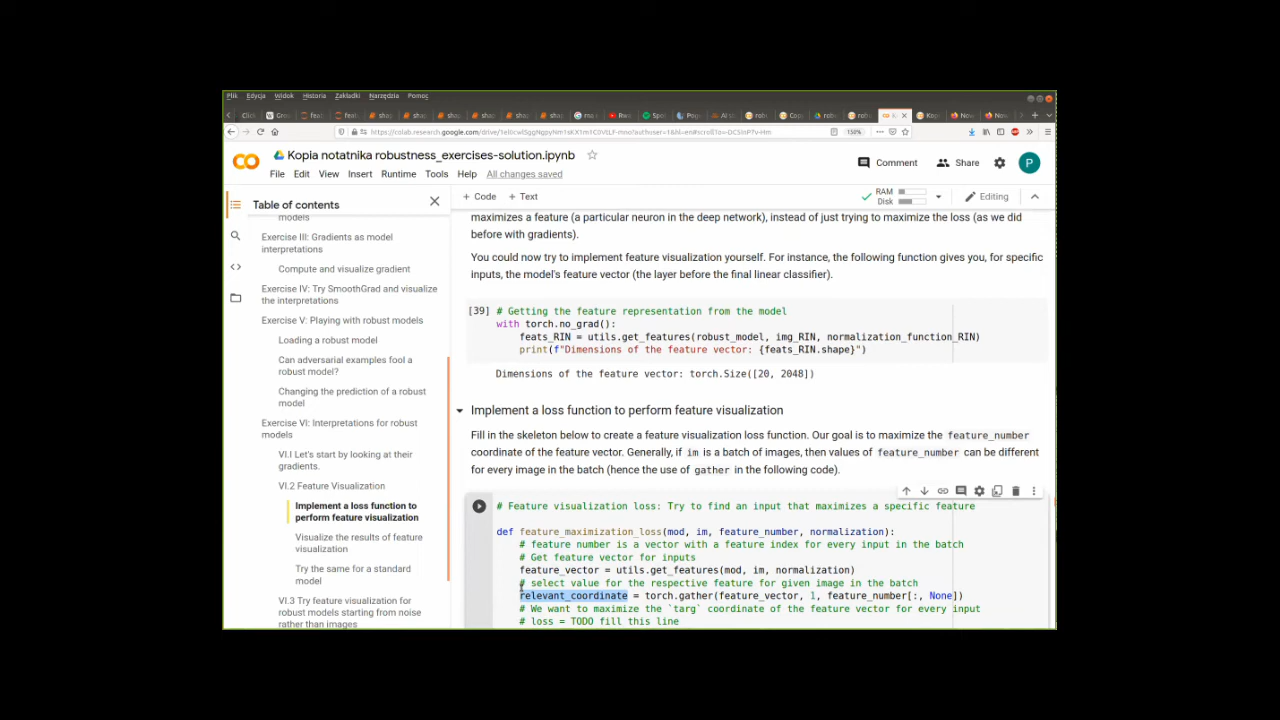 Plik Edycja Widok Historia Zakładki Narzędzia Pomoc
Kopia notatnika robustness_exercises-solution.ipynb
Comment Share P
File Edit View Insert Runtime Tools Help All changes saved
Table of contents
+ Code + Text
RAM
Disk
Editing
models
Exercise III: Gradients as model
interpretations
Compute and visualize gradient
Exercise IV: Try SmoothGrad and visualize
the interpretations
Exercise V: Playing with robust models
Loading a robust model
Can adversarial examples fool a
robust model?
Changing the prediction of a robust
model
Exercise VI: Interpretations for robust
models
VI.I Let's start by looking at their
gradients.
VI.2 Feature Visualization
Implement a loss function to
perform feature visualization
Visualize the results of feature
visualization
Try the same for a standard
model
VI.3 Try feature visualization for
robust models starting from noise
rather than images
maximizes a feature (a particular neuron in the deep network), instead of just trying to maximize the loss (as we did
before with gradients).
You could now try to implement feature visualization yourself. For instance, the following function gives you, for specific
inputs, the model's feature vector (the layer before the final linear classifier).
[39] # Getting the feature representation from the model
with torch.no_grad():
feats_RIN = utils.get_features(robust_model, img_RIN, normalization_function_RIN)
print(f"Dimensions of the feature vector: {feats_RIN.shape}")
Dimensions of the feature vector: torch.Size([20, 2048])
Implement a loss function to perform feature visualization
Fill in the skeleton below to create a feature visualization loss function. Our goal is to maximize the feature_number
coordinate of the feature vector. Generally, if im is a batch of images, then values of feature_number can be different
for every image in the batch (hence the use of gather in the following code).
# Feature visualization loss: Try to find an input that maximizes a specific feature
def feature_maximization_loss(mod, im, feature_number, normalization):
# feature number is a vector with a feature index for every input in the batch
# Get feature vector for inputs
feature_vector = utils.get_features(mod, im, normalization)
# select value for the respective feature for given image in the batch
relevant_coordinate = torch.gather(feature_vector, 1, feature_number[:, None])
# We want to maximize the `targ` coordinate of the feature vector for every input
# loss = TODO fill this line